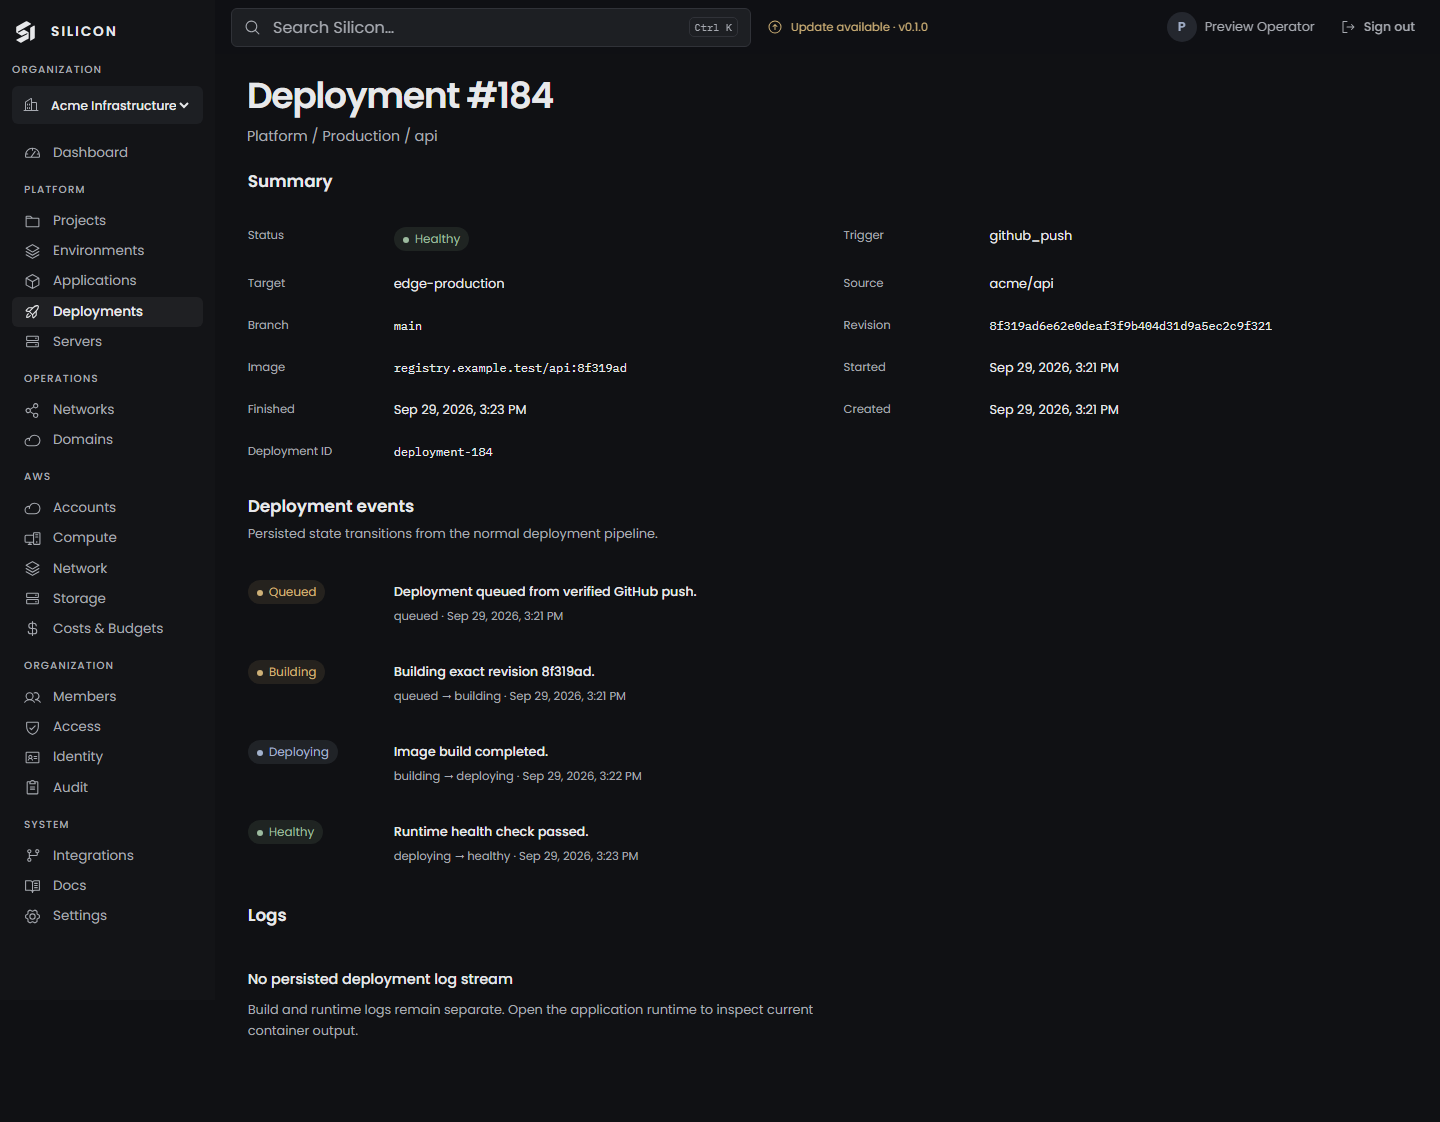 SILICON
Search Silicon...
Ctrl K
Update available · v0.1.0
P
Preview Operator
Sign out
ORGANIZATION
Acme Infrastructure
Dashboard
PLATFORM
Projects
Environments
Applications
Deployments
Servers
OPERATIONS
Networks
Domains
AWS
Accounts
Compute
Network
Storage
Costs & Budgets
ORGANIZATION
Members
Access
Identity
Audit
SYSTEM
Integrations
Docs
Settings
Deployment #184
Platform / Production / api
Summary
Status
Healthy
Trigger
github_push
Target
edge-production
Source
acme/api
Branch
main
Revision
8f319ad6e62e0deaf3f9b404d31d9a5ec2c9f321
Image
registry.example.test/api:8f319ad
Started
Sep 29, 2026, 3:21 PM
Finished
Sep 29, 2026, 3:23 PM
Created
Sep 29, 2026, 3:21 PM
Deployment ID
deployment-184
Deployment events
Persisted state transitions from the normal deployment pipeline.
Queued
Deployment queued from verified GitHub push.
queued · Sep 29, 2026, 3:21 PM
Building
Building exact revision 8f319ad.
queued → building · Sep 29, 2026, 3:21 PM
Deploying
Image build completed.
building → deploying · Sep 29, 2026, 3:22 PM
Healthy
Runtime health check passed.
deploying → healthy · Sep 29, 2026, 3:23 PM
Logs
No persisted deployment log stream
Build and runtime logs remain separate. Open the application runtime to inspect current
container output.